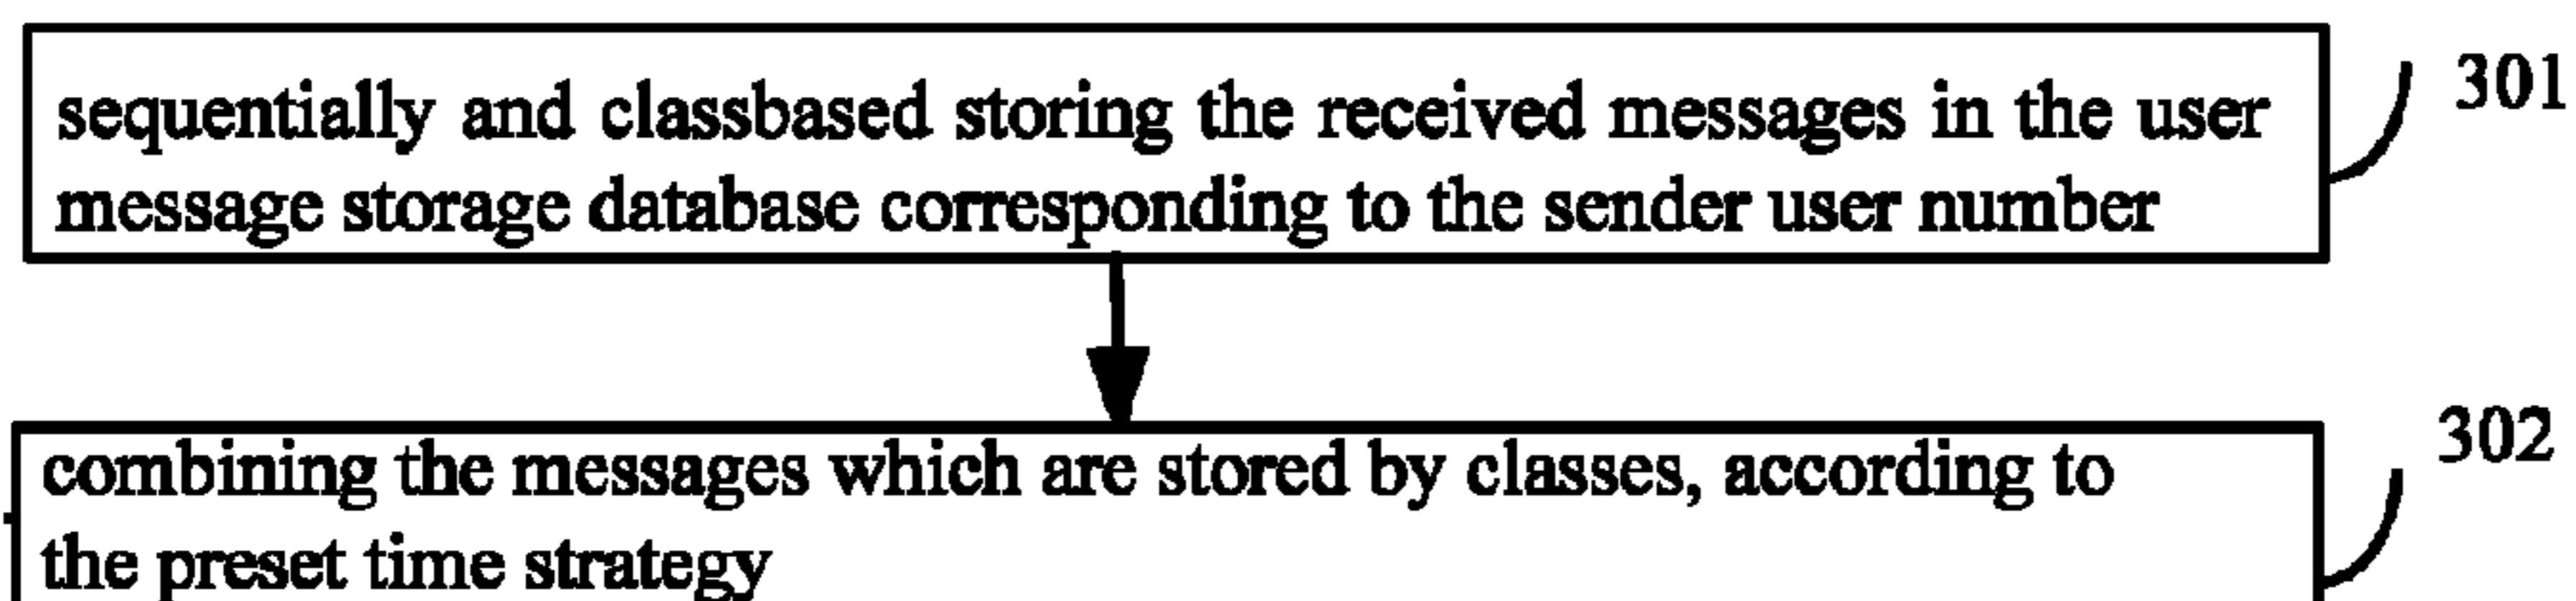 sequentially and classbased storing the received messages in the user
message storage database corresponding to the sender user number
301
combining the messages which are stored by classes, according to
the preset time strategy
302